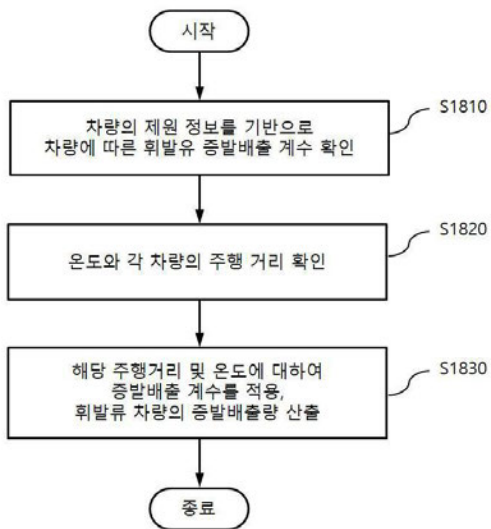 시작
S1810
차량의 제원 정보를 기반으로
차량에 따른 휘발유 증발배출 계수 확인
S1820
온도와 각 차량의 주행 거리 확인
S1830
해당 주행거리 및 온도에 대하여
증발배출 계수를 적용,
휘발류 차량의 증발배출량 산출
종료